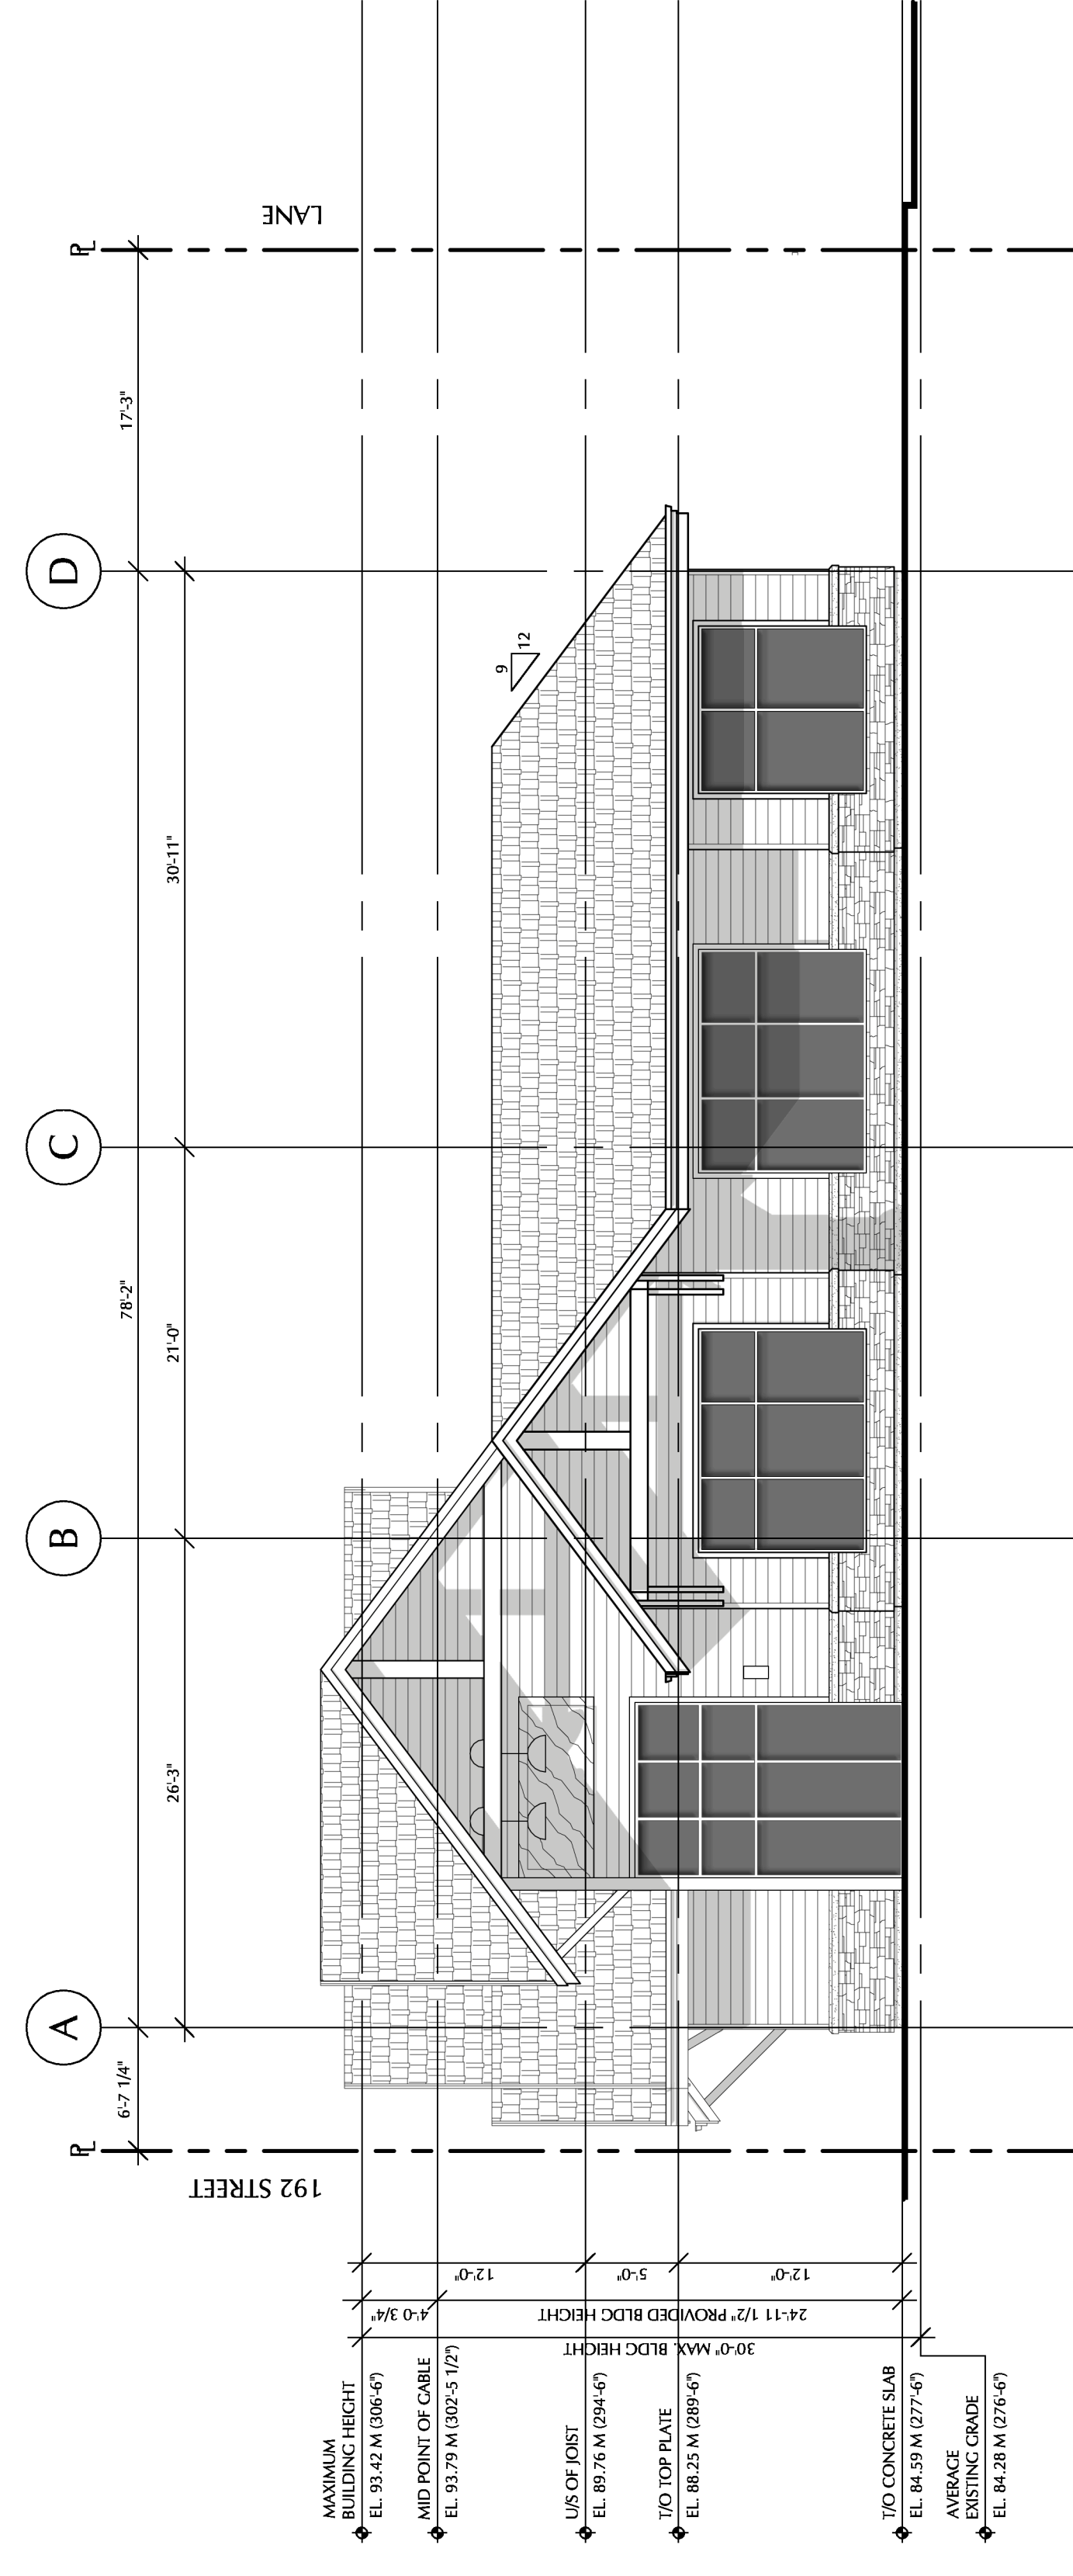 PL
LANE
17'-3"
D
9
12
30'-11"
C
78'-2"
21'-0"
B
26'-3"
A
6'-7 1/4"
PL
192 STREET
12'-0"
5'-0"
12'-0"
4'-0 3/4"
24'-11 1/2" PROVIDED BLDG HEIGHT
30'-0" MAX. BLDG HEIGHT
MAXIMUM
BUILDING HEIGHT
EL. 93.42 M (306'-6")
MID POINT OF GABLE
EL. 93.79 M (302'-5 1/2")
U/S OF JOIST
EL. 89.76 M (294'-6")
T/O TOP PLATE
EL. 88.25 M (289'-6")
T/O CONCRETE SLAB
EL. 84.59 M (277'-6")
AVERAGE
EXISTING GRADE
EL. 84.28 M (276'-6")